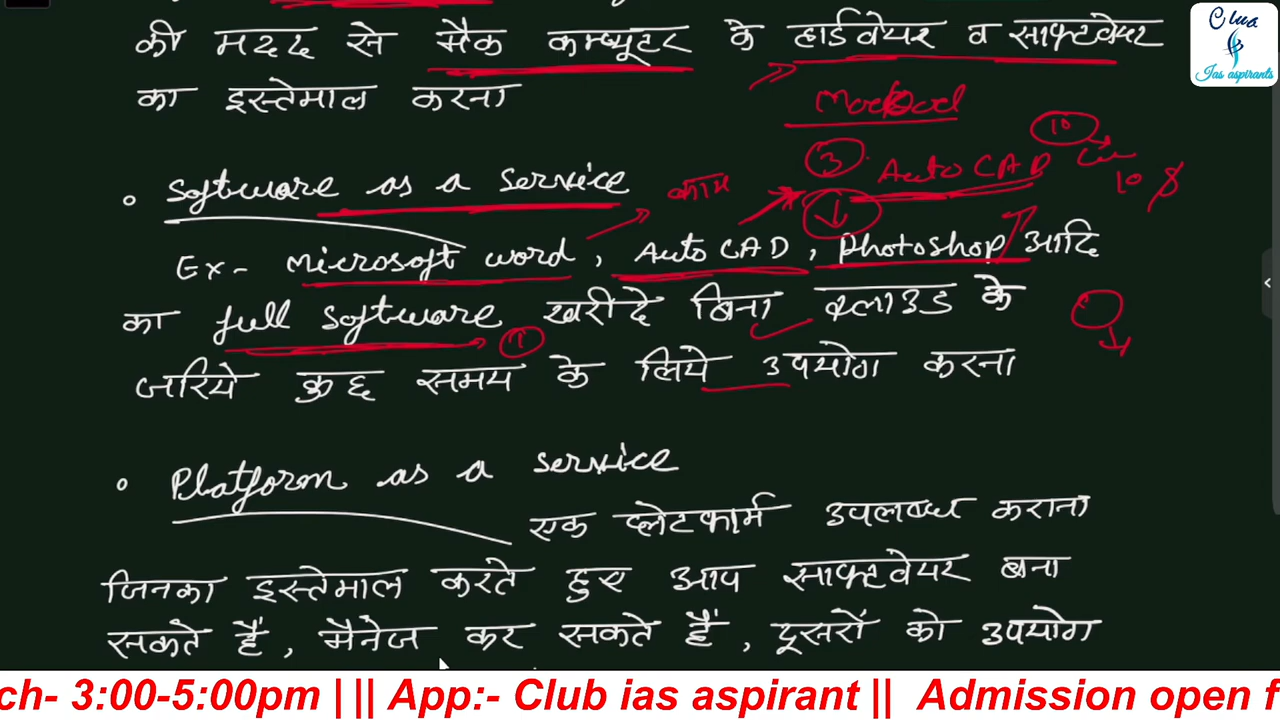 की मदद से मैक कम्प्यूटर के हार्डवेयर व साफ्टवेयर
का इस्तेमाल करना
Club
Ias aspirants
③
10
AutoCAD
10 $
• Software as a service
काम
Ex- Microsoft word, AutoCAD, photoshop आदि
का full software खरीदे बिना क्लाउड के
①
जरिये कुछ समय के लिये उपयोग करना
• Platform as a service
एक प्लेटफार्म उपलब्ध कराना
जिनका इस्तेमाल करते हुए आप साफ्टवेयर बना
सकते हैं, मैनेज कर सकते हैं, दूसरों को उपयोग
ch- 3:00-5:00pm | || App:- Club ias aspirant || Admission open f